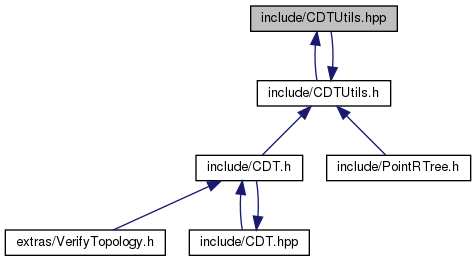 include/CDTUtils.hpp
include/CDTUtils.h
include/CDT.h
include/PointRTree.h
extras/VerifyTopology.h
include/CDT.hpp